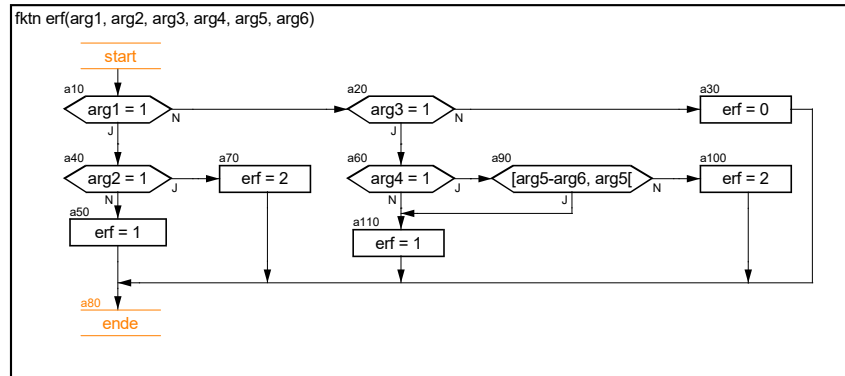 fktn erf(arg1, arg2, arg3, arg4, arg5, arg6)
start
a10
arg1 = 1
N
J
a20
arg3 = 1
N
J
a30
erf = 0
a40
arg2 = 1
J
N
a70
erf = 2
a60
arg4 = 1
J
N
a90
[arg5-arg6, arg5[
N
J
a100
erf = 2
a50
erf = 1
a110
erf = 1
a80
ende